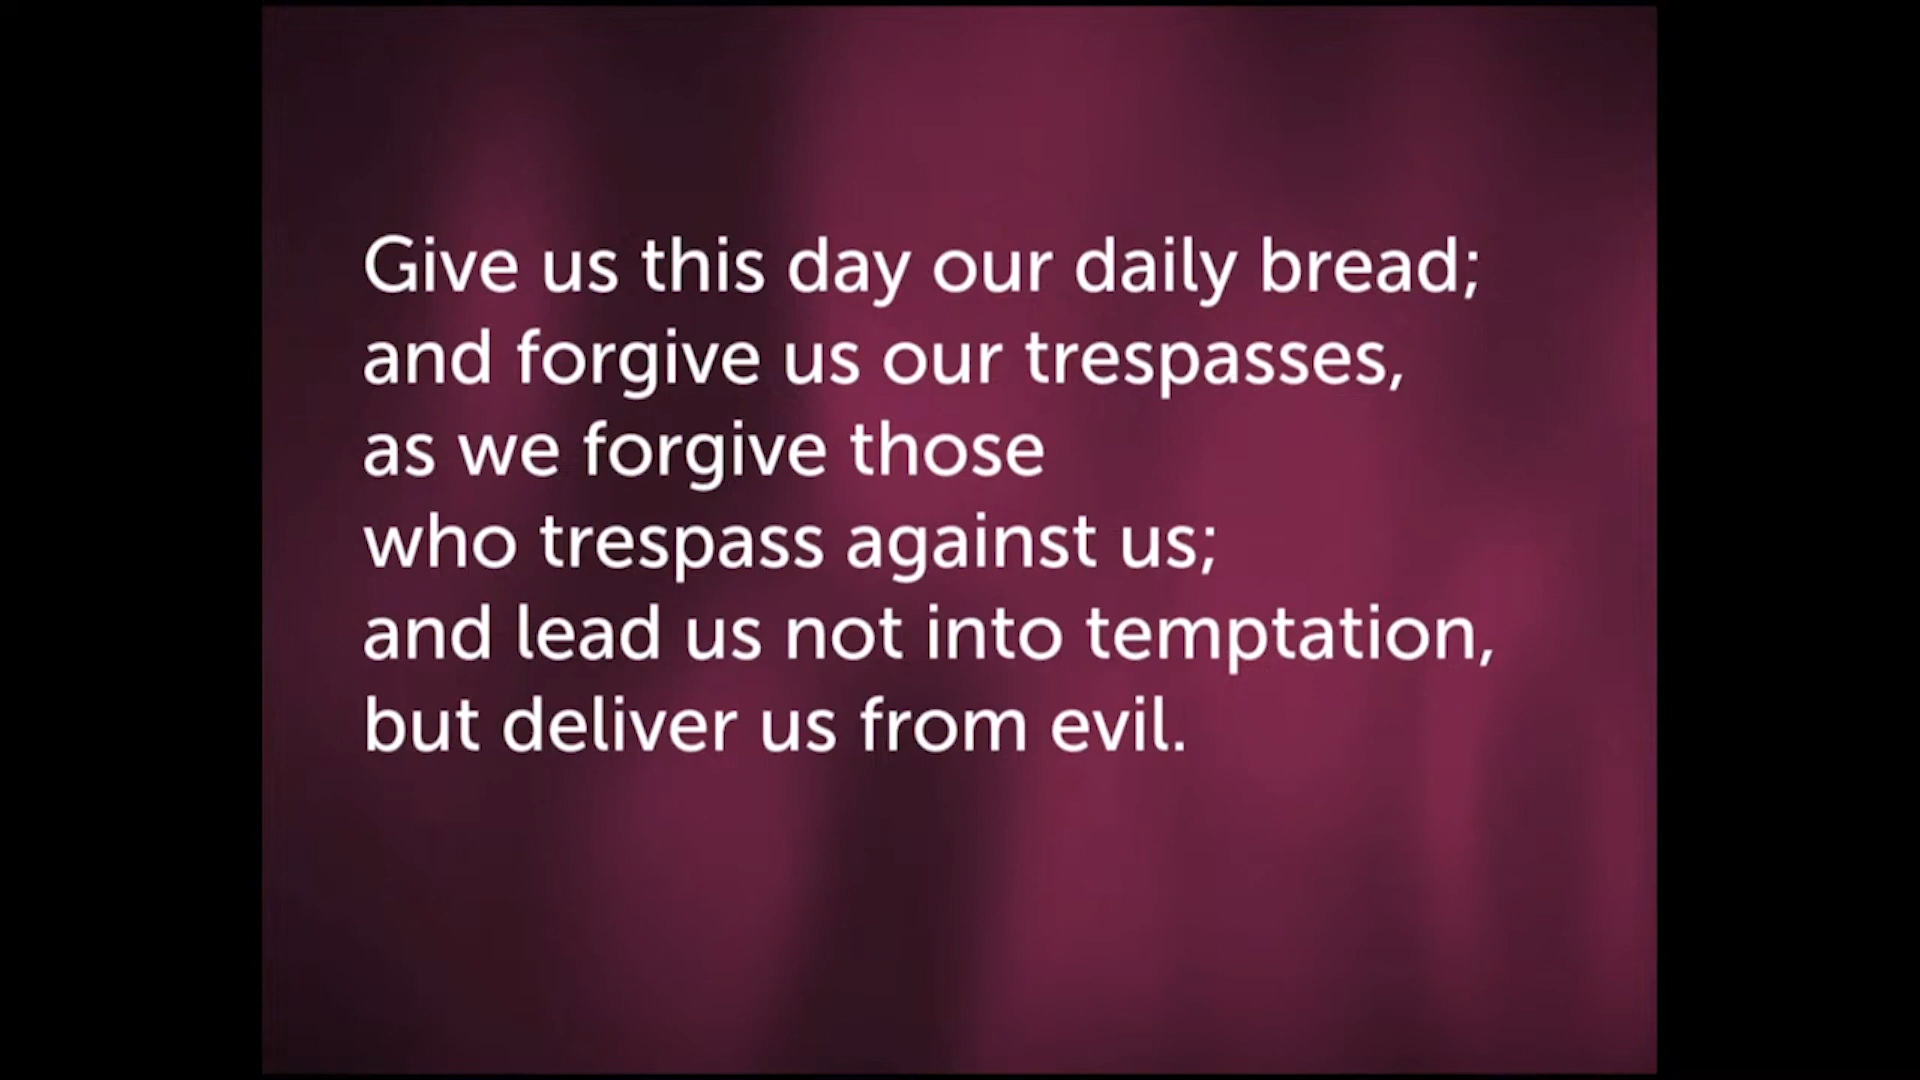 Give us this day our daily bread;
and forgive us our trespasses,
as we forgive those
who trespass against us;
and lead us not into temptation,
but deliver us from evil.